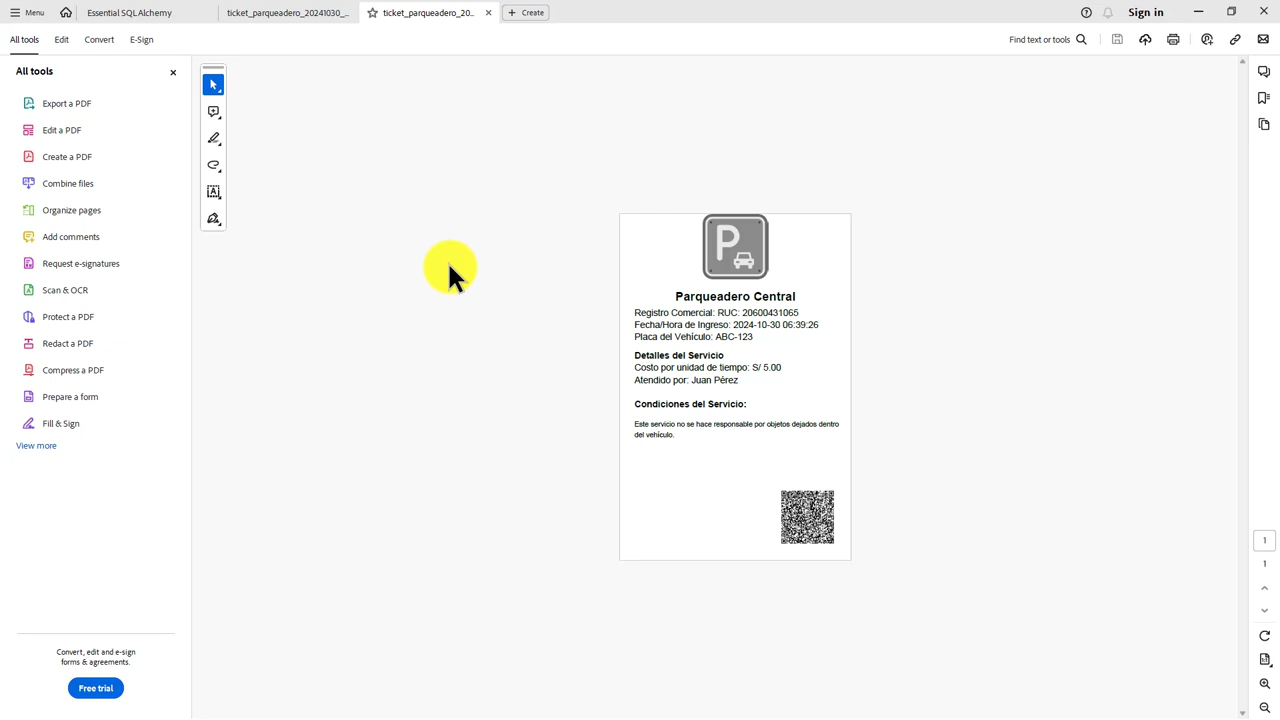 Menu
Essential SQLAlchemy
ticket_parqueadero_20241030_...
ticket_parqueadero_20...
Create
Sign in
All tools
Edit
Convert
E-Sign
Find text or tools
All tools
Export a PDF
Edit a PDF
Create a PDF
Combine files
Organize pages
Add comments
Request e-signatures
Scan & OCR
Protect a PDF
Redact a PDF
Compress a PDF
Prepare a form
Fill & Sign
View more
Convert, edit and e-sign
forms & agreements.
Free trial
P
Parqueadero Central
Registro Comercial: RUC: 20600431065
Fecha/Hora de Ingreso: 2024-10-30 06:39:26
Placa del Vehículo: ABC-123
Detalles del Servicio
Costo por unidad de tiempo: S/ 5.00
Atendido por: Juan Pérez
Condiciones del Servicio:
Este servicio no se hace responsable por objetos dejados dentro
del vehículo.
1
1